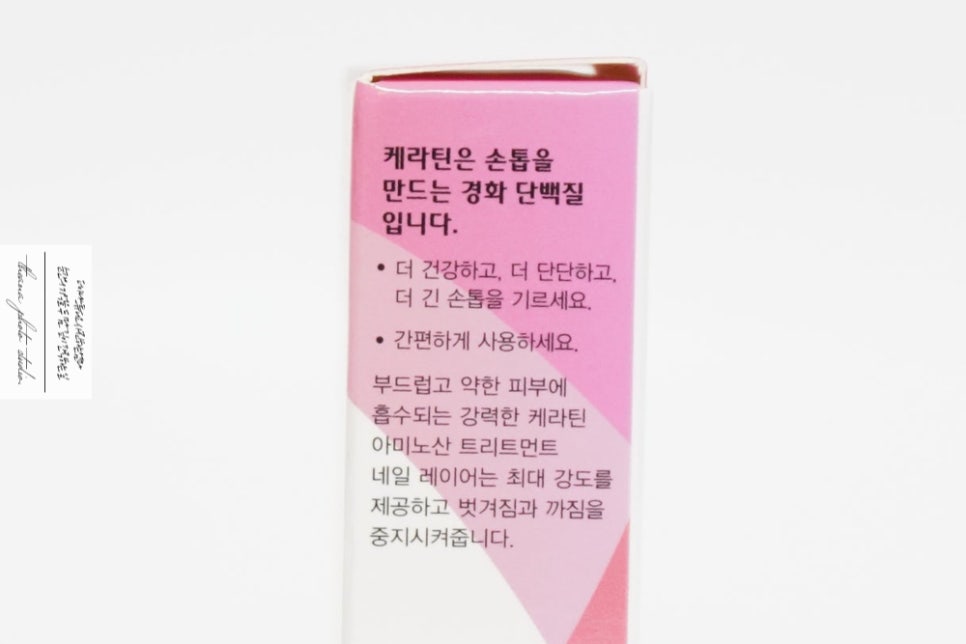 케라틴은 손톱을
만드는 경화 단백질
입니다.
• 더 건강하고, 더 단단하고,
더 긴 손톱을 기르세요.
• 간편하게 사용하세요.
부드럽고 약한 피부에
흡수되는 강력한 케라틴
아미노산 트리트먼트
네일 레이어는 최대 강도를
제공하고 벗겨짐과 까짐을
중지시켜줍니다.
photo studio